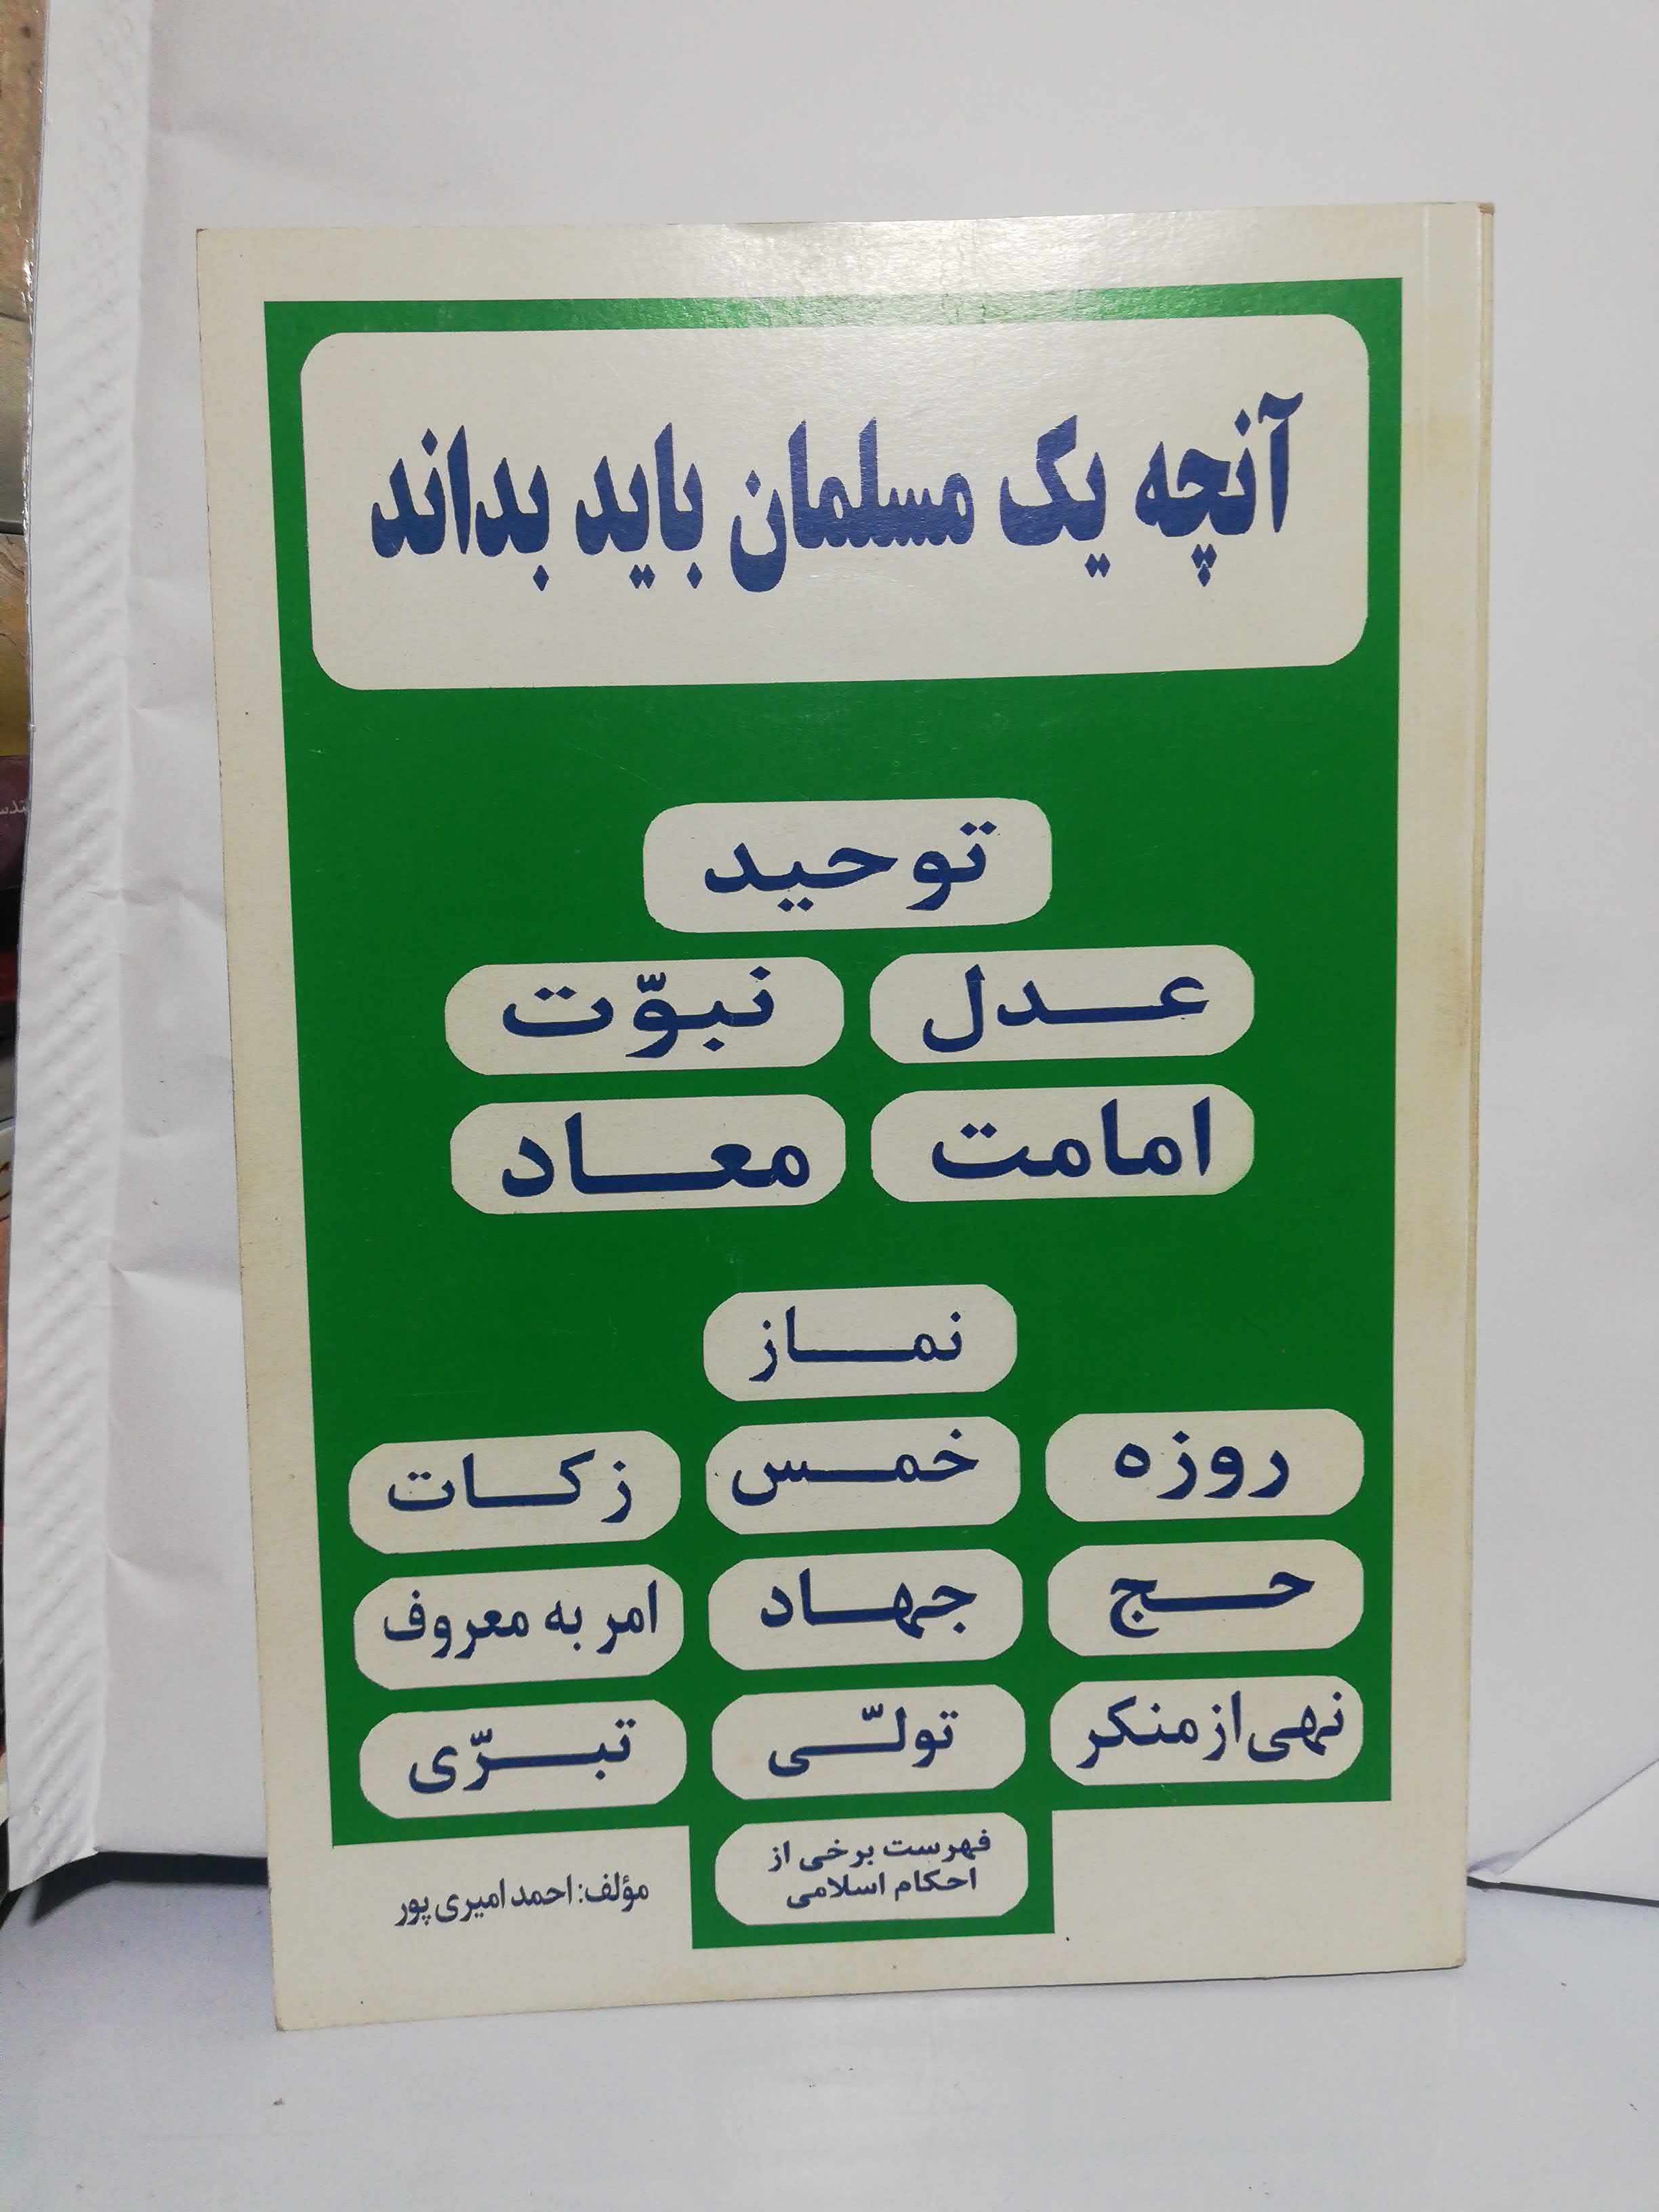 آنچه یک مسلمان باید بداند
توحید
عدل نبوّت
امامت معاد
نماز
روزه خمس زکات
حج جهاد امر به معروف
نهی از منکر تولّی تبرّی
فهرست برخی از
احکام اسلامی
مؤلف: احمد امیری پور